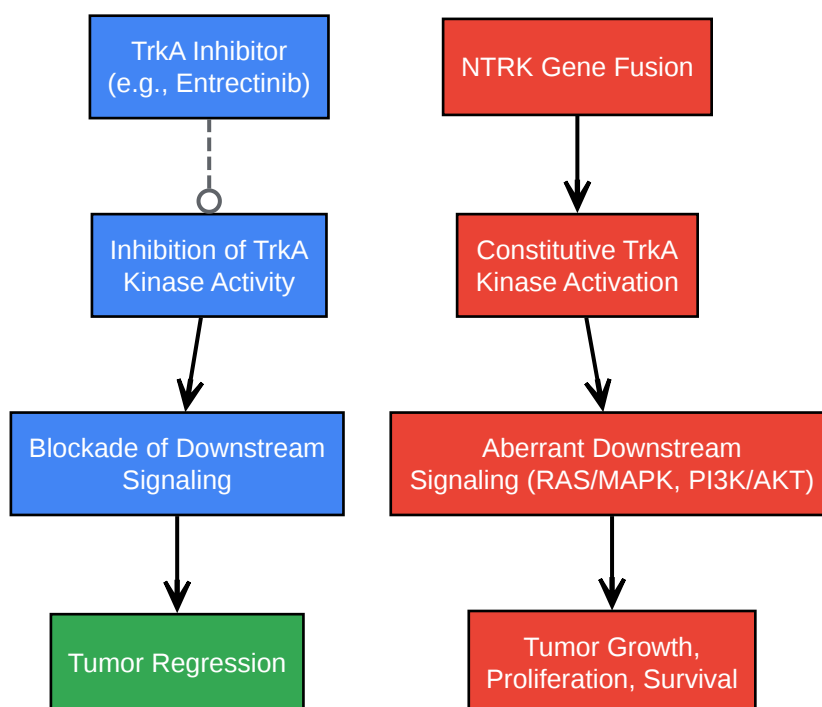 TrkA Inhibitor
(e.g., Entrectinib)
Inhibition of TrkA
Kinase Activity
Blockade of Downstream
Signaling
Tumor Regression
NTRK Gene Fusion
Constitutive TrkA
Kinase Activation
Aberrant Downstream
Signaling (RAS/MAPK, PI3K/AKT)
Tumor Growth,
Proliferation, Survival